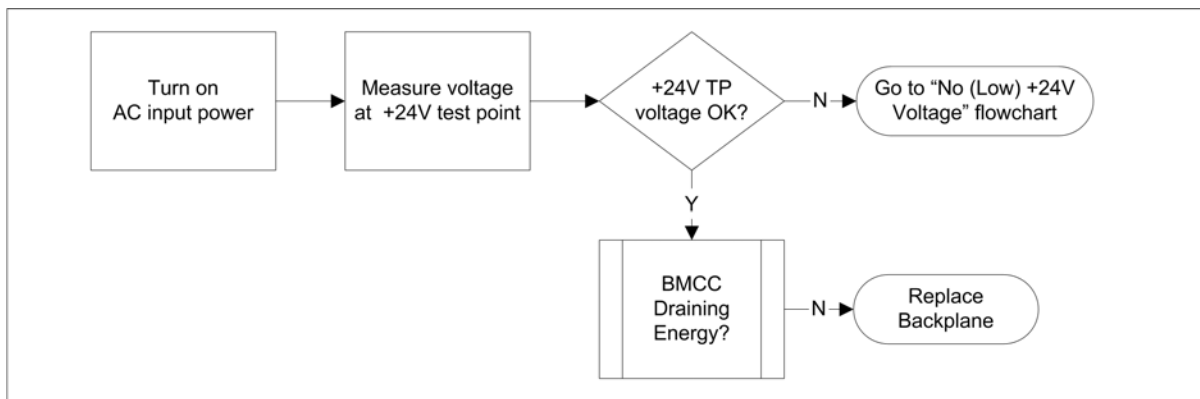 Turn on
AC input power
Measure voltage
at +24V test point
+24V TP
voltage OK?
N
Go to “No (Low) +24V
Voltage” flowchart
Y
BMCC
Draining
Energy?
N
Replace
Backplane